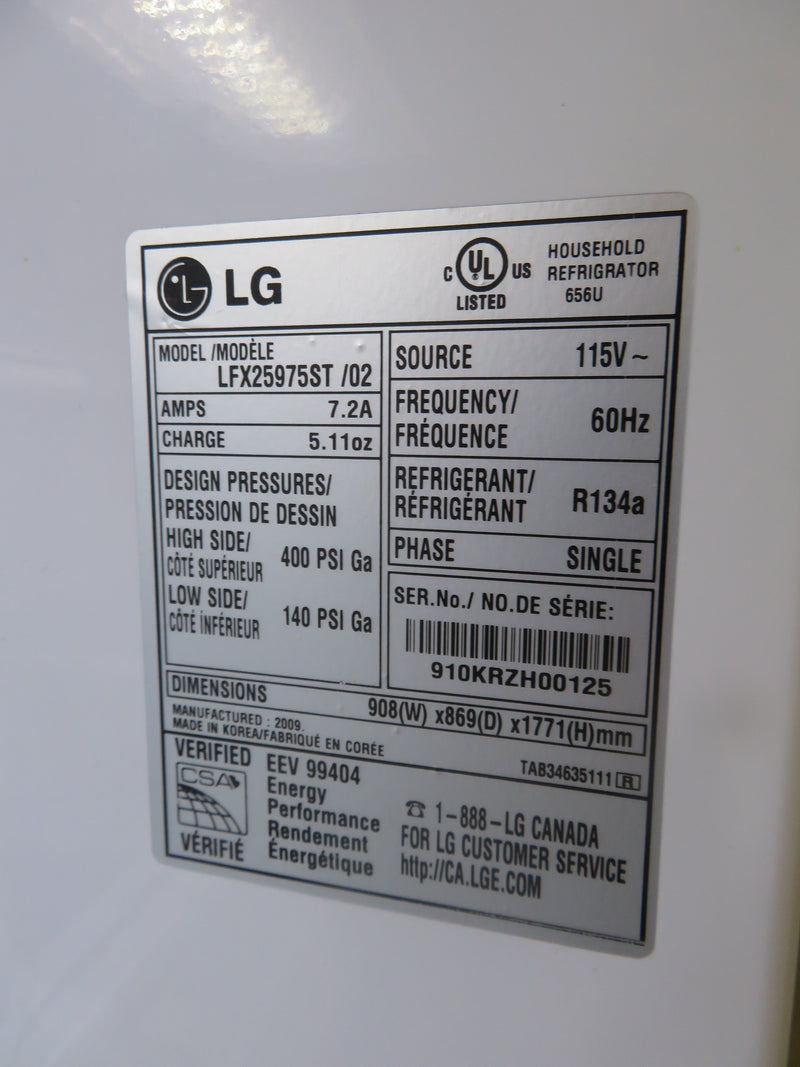 LG
C UL US
LISTED
HOUSEHOLD
REFRIGRATOR
656U
MODEL /MODÈLE
LFX25975ST /02
AMPS 7.2A
CHARGE 5.11oz
DESIGN PRESSURES/
PRESSION DE DESSIN
HIGH SIDE/
CÔTÉ SUPÉRIEUR 400 PSI Ga
LOW SIDE/
CÔTÉ INFÉRIEUR 140 PSI Ga
SOURCE 115V ~
FREQUENCY/
FRÉQUENCE 60Hz
REFRIGERANT/
RÉFRIGÉRANT R134a
PHASE SINGLE
SER.No./ NO.DE SÉRIE:
910KRZH00125
DIMENSIONS 908(W) x869(D) x1771(H)mm
MANUFACTURED : 2009.
MADE IN KOREA/FABRIQUÉ EN CORÉE
TAB34635111 R
VERIFIED
CSA
VÉRIFIÉ
EEV 99404
Energy
Performance
Rendement
Énergétique
☎ 1-888-LG CANADA
FOR LG CUSTOMER SERVICE
http://CA.LGE.COM